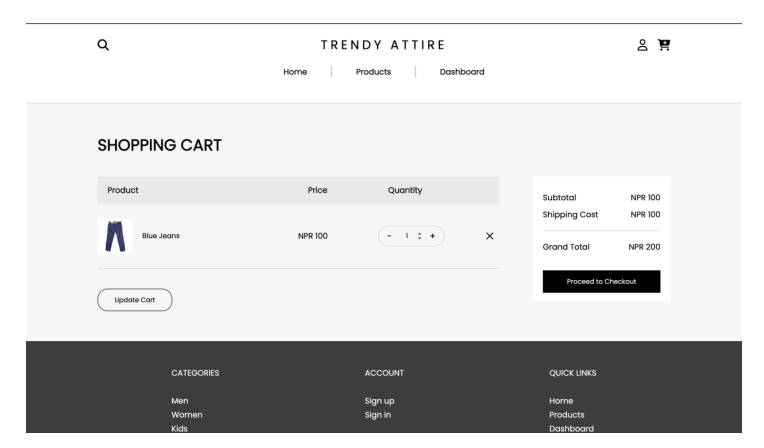 TRENDY ATTIRE
Home Products Dashboard
SHOPPING CART
Product Price Quantity
Blue Jeans NPR 100 - 1 + ×
Update Cart
Subtotal NPR 100
Shipping Cost NPR 100
Grand Total NPR 200
Proceed to Checkout
CATEGORIES
Men
Women
Kids
ACCOUNT
Sign up
Sign in
QUICK LINKS
Home
Products
Dashboard